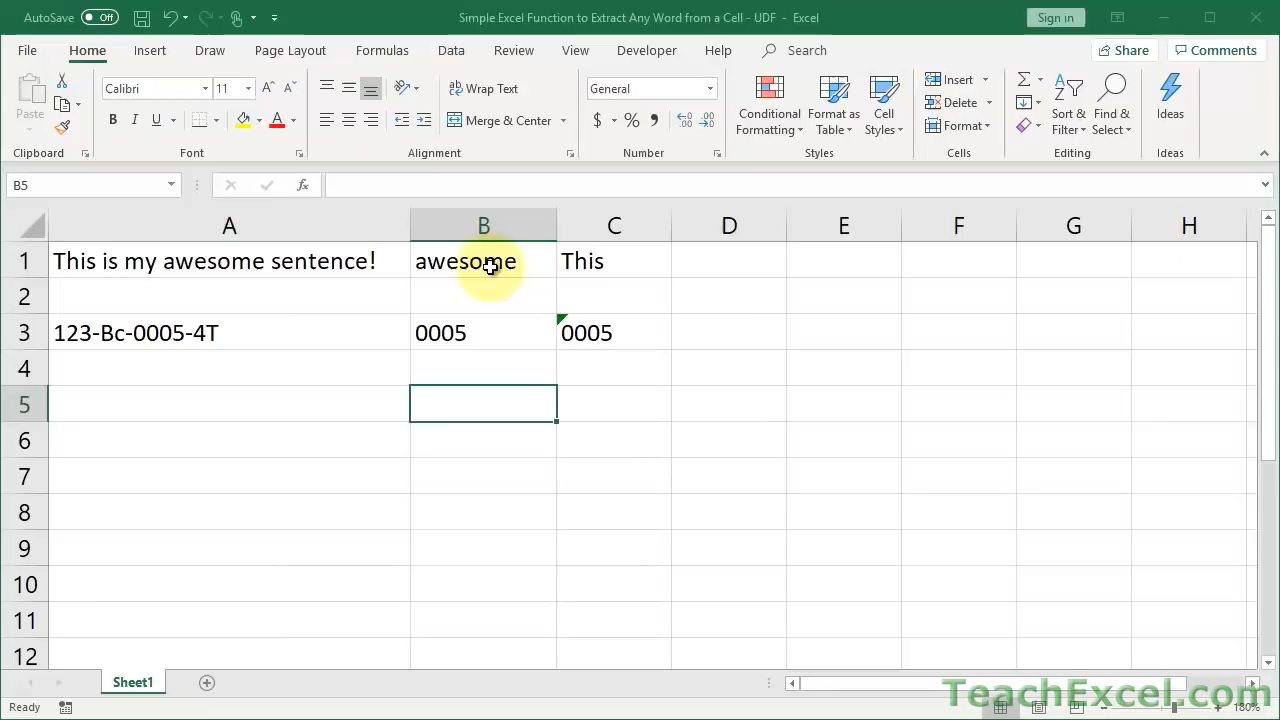 AutoSave Off Simple Excel Function to Extract Any Word from a Cell - UDF - Excel Sign in
File Home Insert Draw Page Layout Formulas Data Review View Developer Help Search Share Comments
Paste
Calibri 11 A A
B I U A
Wrap Text
Merge & Center
General
$ % ,
Conditional Formatting
Format as Table
Cell Styles
Insert
Delete
Format
Sort & Filter
Find & Select
Ideas
Clipboard Font Alignment Number Styles Cells Editing Ideas
B5 fx
A B C D E F G H
1 This is my awesome sentence! awesome This
2
3 123-Bc-0005-4T 0005 0005
4
5
6
7
8
9
10
11
12
Sheet1
TeachExcel.com
Ready 180%